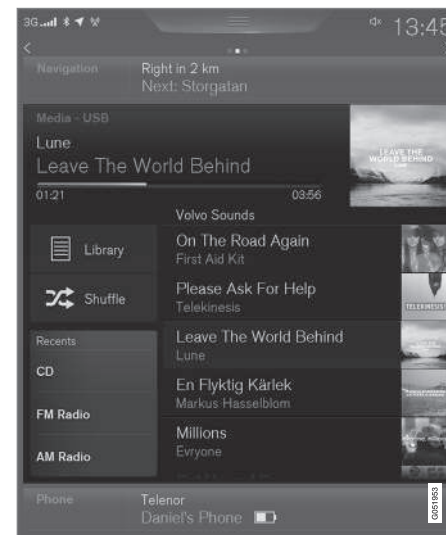 3G 13:45
Navigation Right in 2 km
Next: Storgatan
Media - USB
Lune
Leave The World Behind
01:21 03:56
LEAVE THE
WORLD BEHIND
Volvo Sounds
Library
Shuffle
On The Road Again
First Aid Kit
Please Ask For Help
Telekinesis
TELEKINESIS
Leave The World Behind
Lune
En Flyktig Kärlek
Markus Hasselblom
Millions
Evryone
Recents
CD
FM Radio
AM Radio
Phone Telenor
Daniel's Phone
G051953